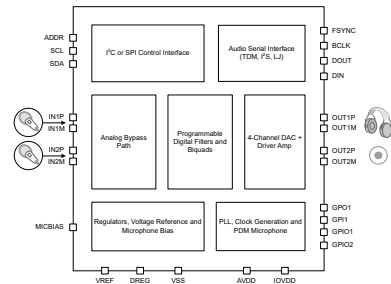 ADDR
SCL
SDA
IN1P
IN1M
IN2P
IN2M
MICBIAS
I²C or SPI Control Interface
Audio Serial Interface
(TDM, I²S, LJ)
Analog Bypass
Path
Programmable
Digital Filters and
Biquads
4-Channel DAC +
Driver Amp
Regulators, Voltage Reference and
Microphone Bias
PLL, Clock Generation and
PDM Microphone
FSYNC
BCLK
DOUT
DIN
OUT1P
OUT1M
OUT2P
OUT2M
GPO1
GPI1
GPIO1
GPIO2
VREF
DREG
VSS
AVDD
IOVDD